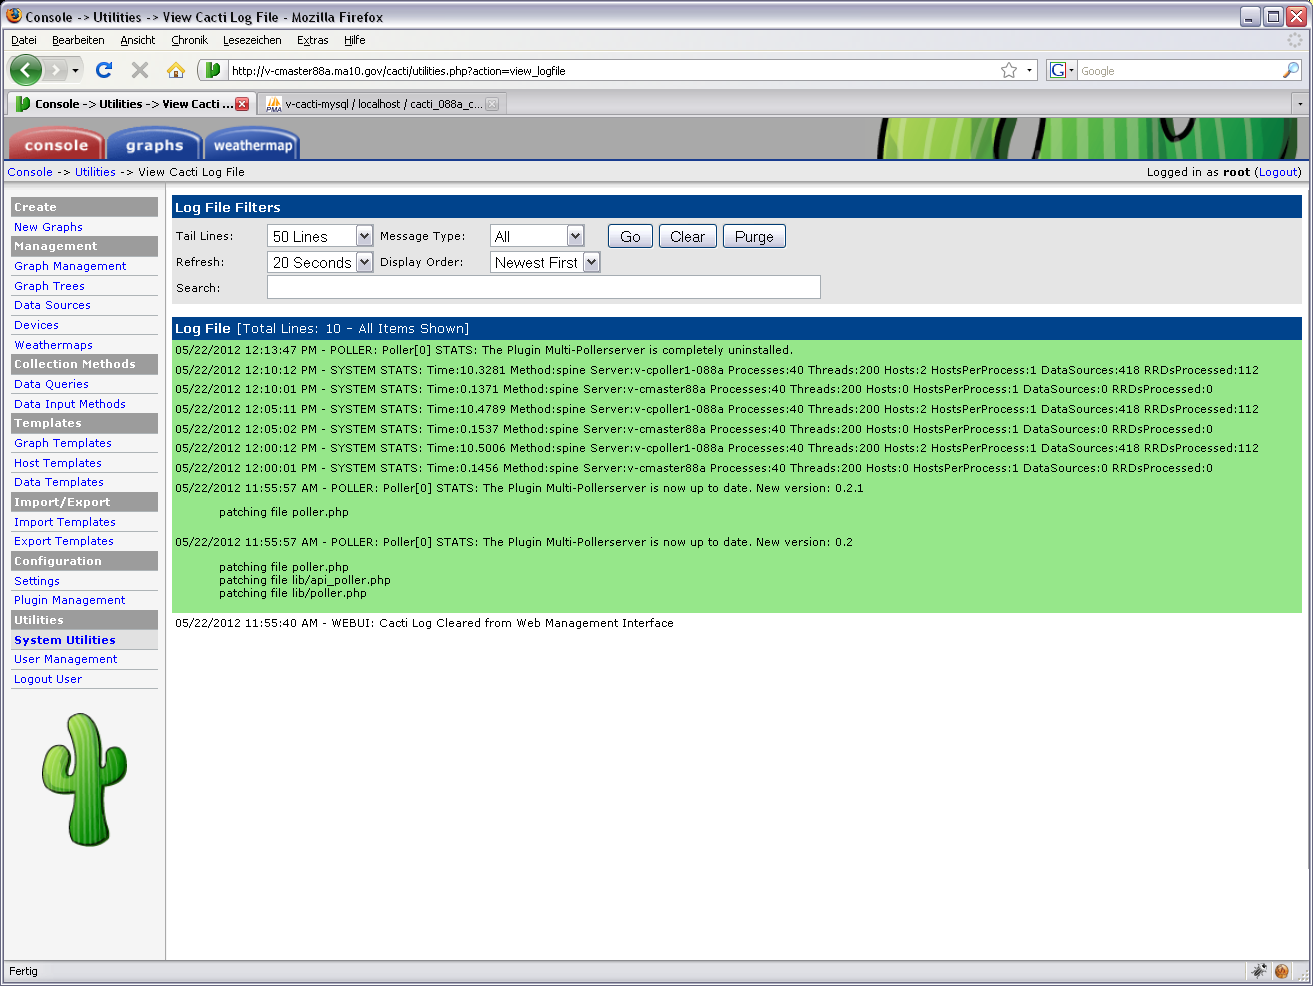 Console -> Utilities -> View Cacti Log File - Mozilla Firefox
Datei Bearbeiten Ansicht Chronik Lesezeichen Extras Hilfe
http://v-cmaster88a.ma10.gov/cacti/utilities.php?action=view_logfile
G Google
Console -> Utilities -> View Cacti ...
PMA v-cacti-mysql / localhost / cacti_088a_c...
console graphs weathermap
Console -> Utilities -> View Cacti Log File
Logged in as root (Logout)
Create
New Graphs
Management
Graph Management
Graph Trees
Data Sources
Devices
Weathermaps
Collection Methods
Data Queries
Data Input Methods
Templates
Graph Templates
Host Templates
Data Templates
Import/Export
Import Templates
Export Templates
Configuration
Settings
Plugin Management
Utilities
System Utilities
User Management
Logout User
Log File Filters
Tail Lines: 50 Lines Message Type: All Go Clear Purge
Refresh: 20 Seconds Display Order: Newest First
Search:
Log File [Total Lines: 10 - All Items Shown]
05/22/2012 12:13:47 PM - POLLER: Poller[0] STATS: The Plugin Multi-Pollerserver is completely uninstalled.
05/22/2012 12:10:12 PM - SYSTEM STATS: Time:10.3281 Method:spine Server:v-cpoller1-088a Processes:40 Threads:200 Hosts:2 HostsPerProcess:1 DataSources:418 RRDsProcessed:112
05/22/2012 12:10:01 PM - SYSTEM STATS: Time:0.1371 Method:spine Server:v-cmaster88a Processes:40 Threads:200 Hosts:0 HostsPerProcess:1 DataSources:0 RRDsProcessed:0
05/22/2012 12:05:11 PM - SYSTEM STATS: Time:10.4789 Method:spine Server:v-cpoller1-088a Processes:40 Threads:200 Hosts:2 HostsPerProcess:1 DataSources:418 RRDsProcessed:112
05/22/2012 12:05:02 PM - SYSTEM STATS: Time:0.1537 Method:spine Server:v-cmaster88a Processes:40 Threads:200 Hosts:0 HostsPerProcess:1 DataSources:0 RRDsProcessed:0
05/22/2012 12:00:12 PM - SYSTEM STATS: Time:10.5006 Method:spine Server:v-cpoller1-088a Processes:40 Threads:200 Hosts:2 HostsPerProcess:1 DataSources:418 RRDsProcessed:112
05/22/2012 12:00:01 PM - SYSTEM STATS: Time:0.1456 Method:spine Server:v-cmaster88a Processes:40 Threads:200 Hosts:0 HostsPerProcess:1 DataSources:0 RRDsProcessed:0
05/22/2012 11:55:57 AM - POLLER: Poller[0] STATS: The Plugin Multi-Pollerserver is now up to date. New version: 0.2.1
patching file poller.php
05/22/2012 11:55:57 AM - POLLER: Poller[0] STATS: The Plugin Multi-Pollerserver is now up to date. New version: 0.2
patching file poller.php
patching file lib/api_poller.php
patching file lib/poller.php
05/22/2012 11:55:40 AM - WEBUI: Cacti Log Cleared from Web Management Interface
Fertig